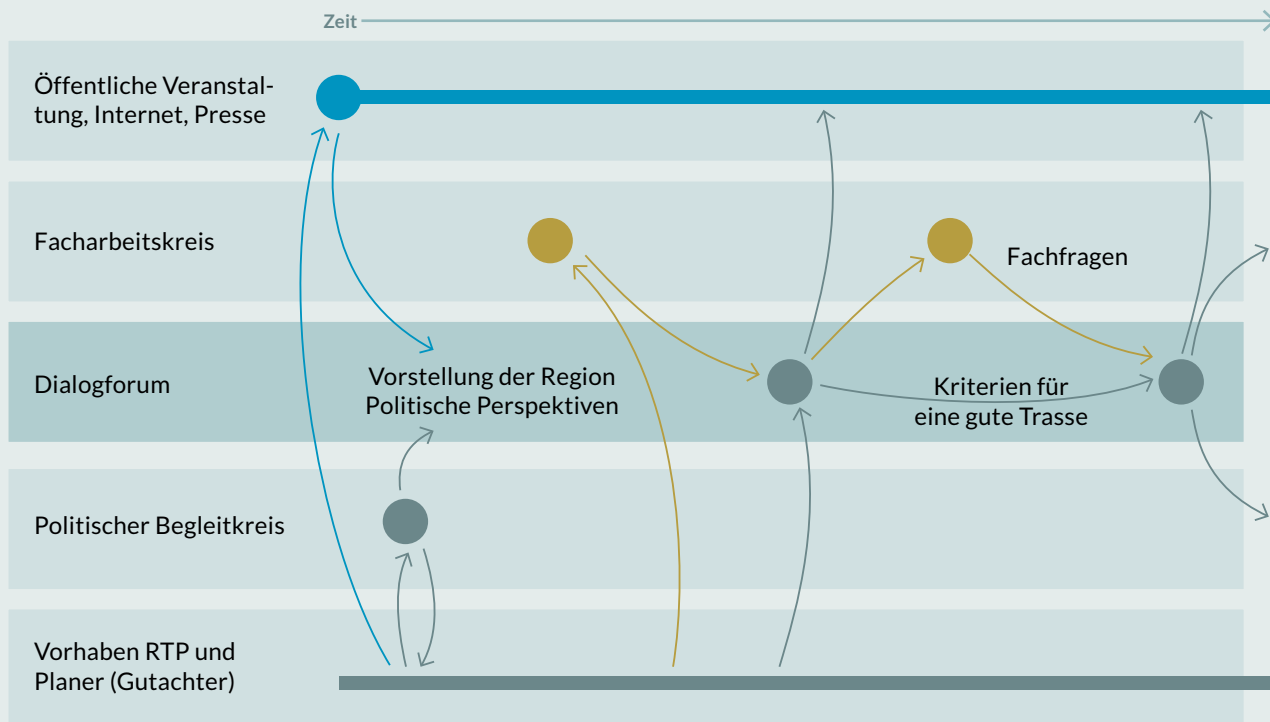 Zeit
Öffentliche Veranstal-
tung, Internet, Presse
Facharbeitskreis
Fachfragen
Dialogforum
Vorstellung der Region
Politische Perspektiven
Kriterien für
eine gute Trasse
Politischer Begleitkreis
Vorhaben RTP und
Planer (Gutachter)